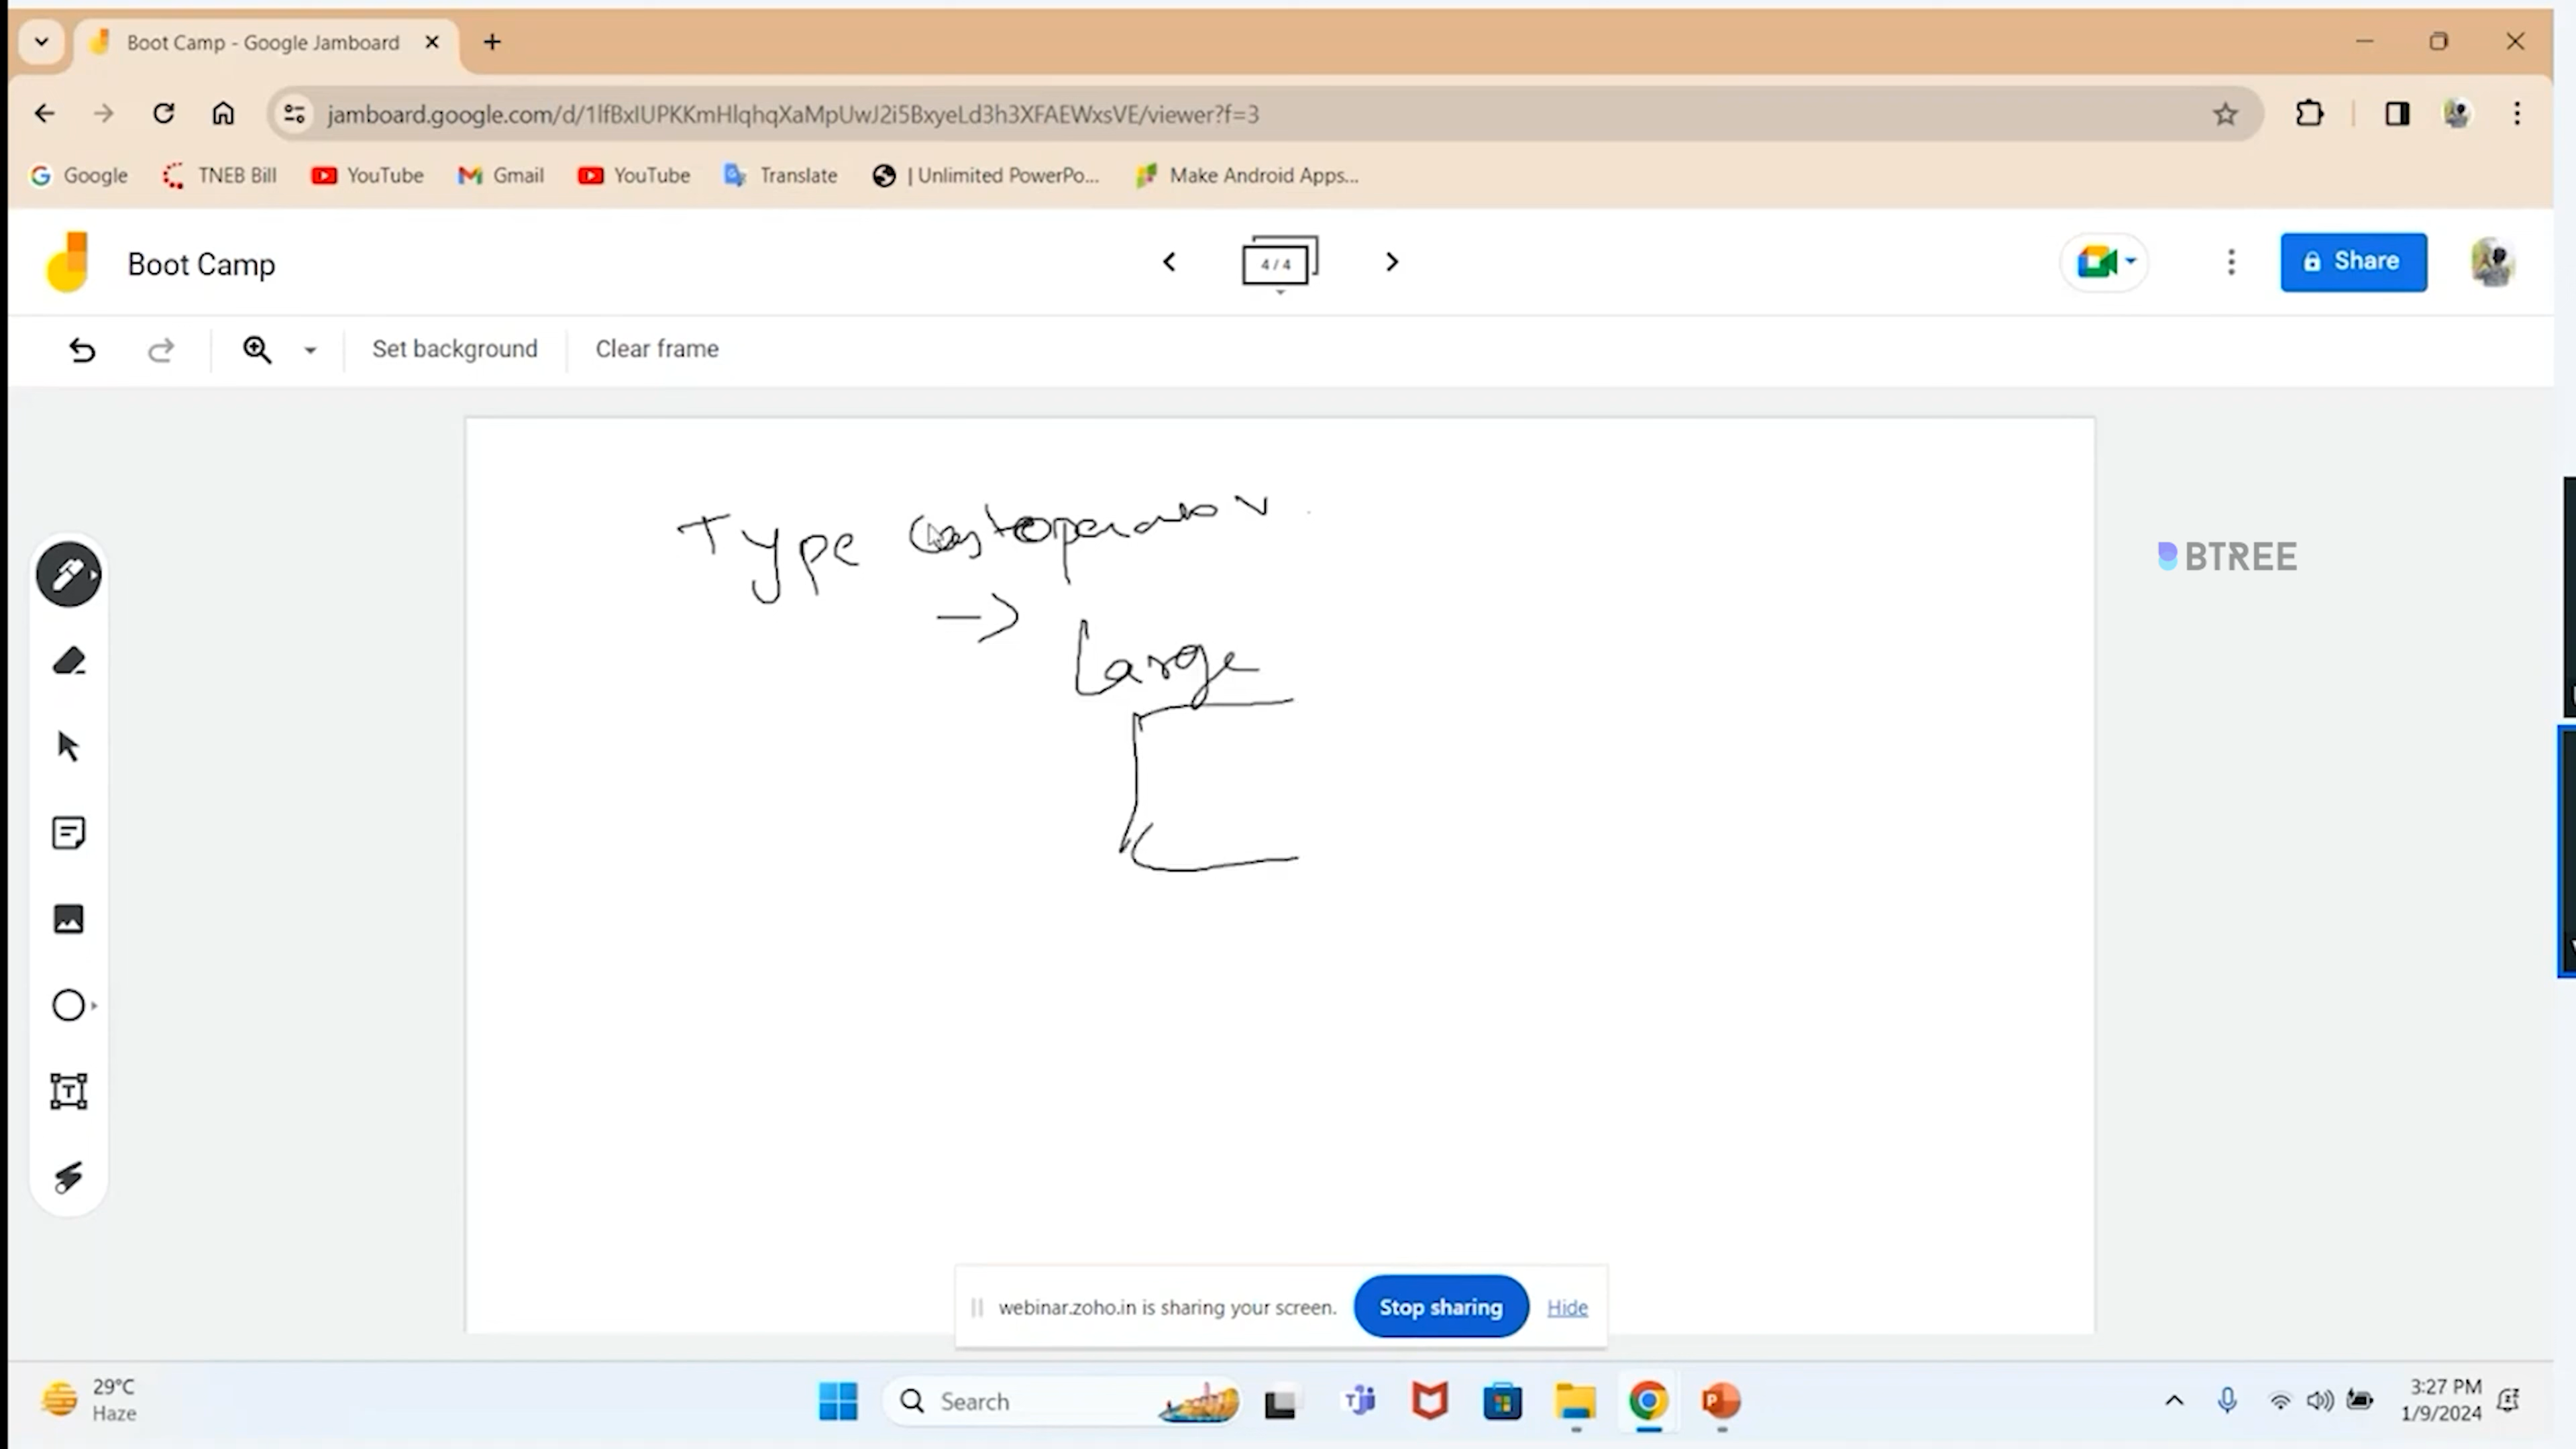 Boot Camp - Google Jamboard
jamboard.google.com/d/1lfBxIUPKKmHlqhqXaMpUwJ2i5BxyeLd3h3XFAEWxsVE/viewer?f=3
Google TNEB Bill YouTube Gmail YouTube Translate | Unlimited PowerPo... Make Android Apps...
Boot Camp
4 / 4
Share
Set background Clear frame
Type Cast operator
BTREE
Large
webinar.zoho.in is sharing your screen. Stop sharing Hide
29°C
Haze
Search
3:27 PM
1/9/2024